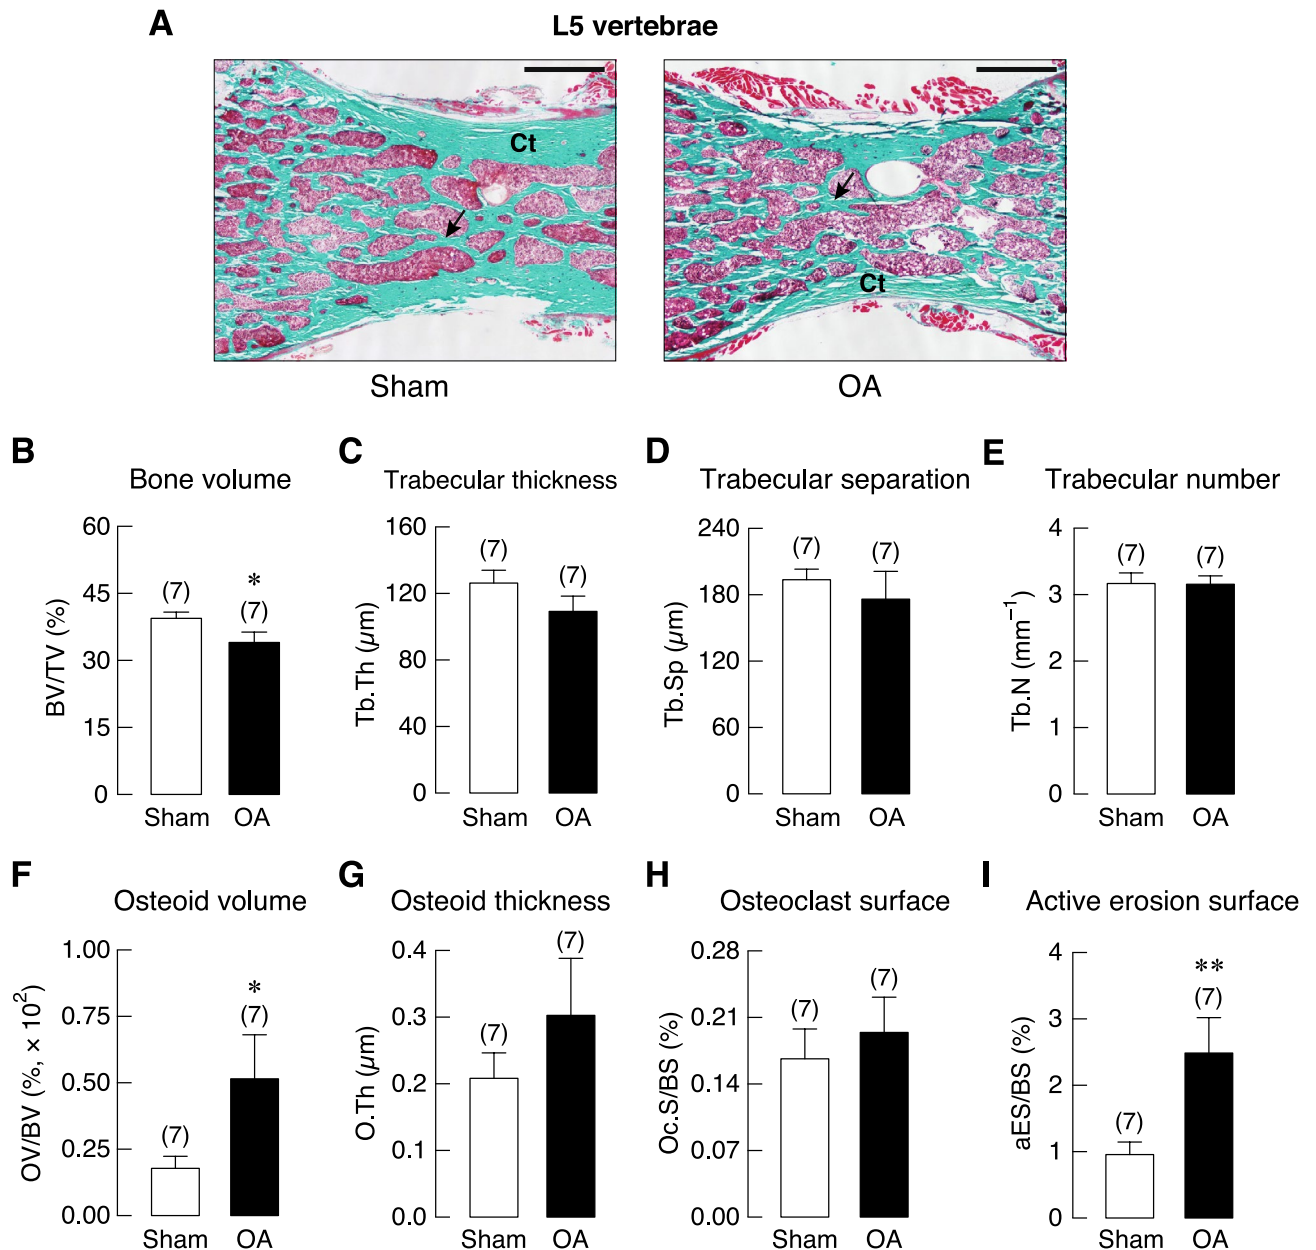 A
L5 vertebrae
Ct
Ct
Sham
OA
B
Bone volume
60
45
30
15
0
BV/TV (%)
(7)
*
(7)
Sham
OA
C
Trabecular thickness
160
120
80
40
0
Tb.Th (µm)
(7)
(7)
Sham
OA
D
Trabecular separation
240
180
120
60
0
Tb.Sp (µm)
(7)
(7)
Sham
OA
E
Trabecular number
4
3
2
1
0
Tb.N (mm⁻¹)
(7)
(7)
Sham
OA
F
Osteoid volume
1.00
0.75
0.50
0.25
0.00
OV/BV (%, × 10²)
(7)
*
(7)
Sham
OA
G
Osteoid thickness
0.4
0.3
0.2
0.1
0.0
O.Th (µm)
(7)
(7)
Sham
OA
H
Osteoclast surface
0.28
0.21
0.14
0.07
0.00
Oc.S/BS (%)
(7)
(7)
Sham
OA
I
Active erosion surface
4
3
2
1
0
aES/BS (%)
(7)
**
(7)
Sham
OA